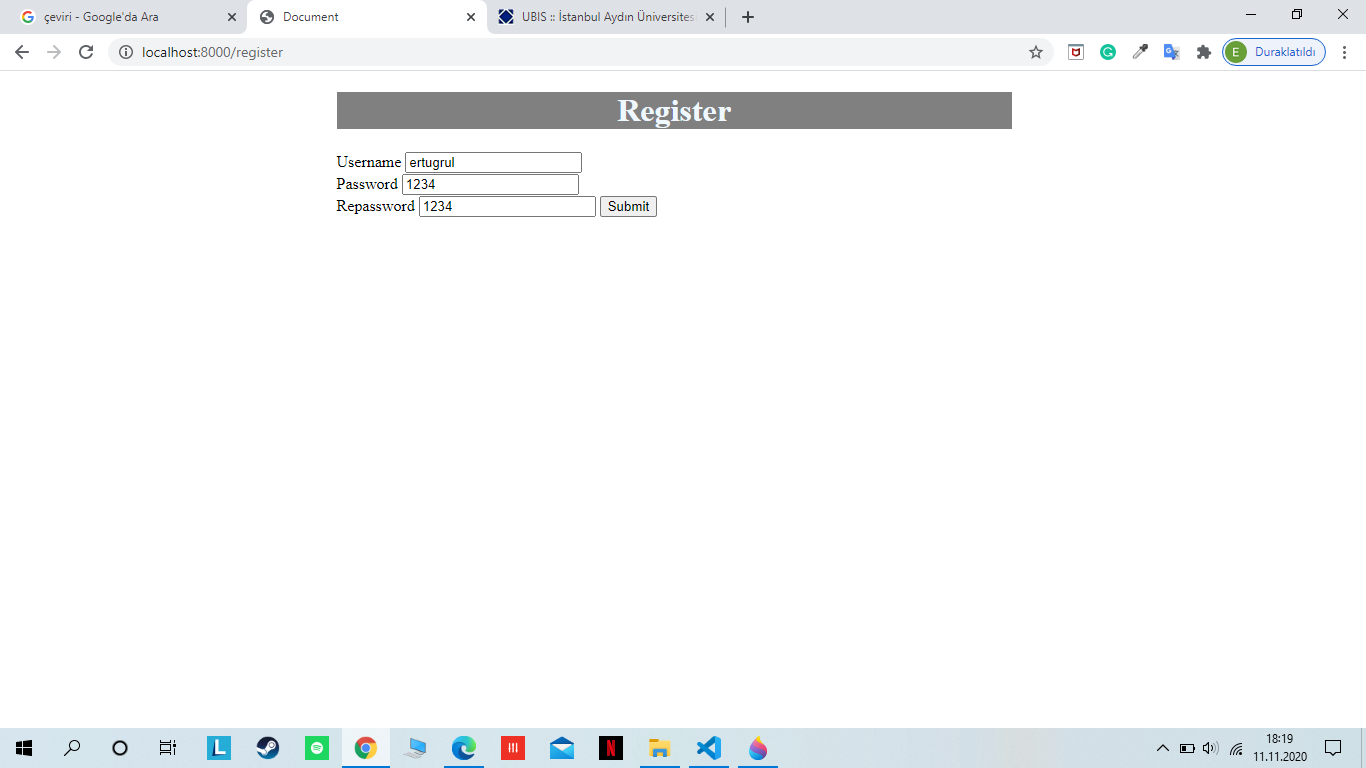 çeviri - Google'da Ara
Document
UBIS :: İstanbul Aydın Üniversites
localhost:8000/register
E
Duraklatıldı
Register
Username ertugrul
Password 1234
Repassword 1234 Submit
L
N
18:19
11.11.2020